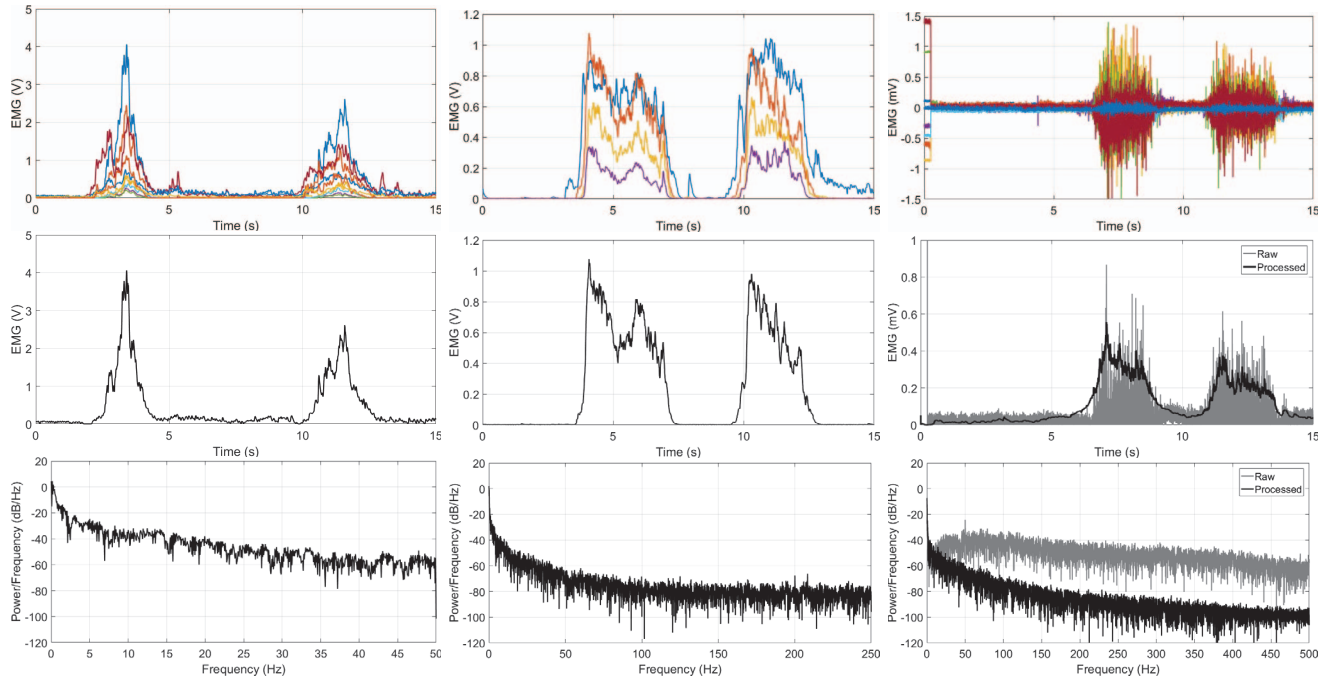 5
4
3
2
1
0
EMG (V)
0 5 10 15
Time (s)
1.2
1
0.8
0.6
0.4
0.2
0
EMG (V)
0 5 10 15
Time (s)
1.5
1
0.5
0
-0.5
-1
-1.5
EMG (mV)
0 5 10 15
Time (s)
5
4
3
2
1
0
EMG (V)
0 5 10 15
Time (s)
1.2
1
0.8
0.6
0.4
0.2
0
EMG (V)
0 5 10 15
Time (s)
1
0.8
0.6
0.4
0.2
0
EMG (mV)
Raw
Processed
0 5 10 15
Time (s)
20
0
-20
-40
-60
-80
-100
-120
Power/Frequency (dB/Hz)
0 5 10 15 20 25 30 35 40 45 50
Frequency (Hz)
20
0
-20
-40
-60
-80
-100
-120
Power/Frequency (dB/Hz)
0 50 100 150 200 250
Frequency (Hz)
20
0
-20
-40
-60
-80
-100
-120
Power/Frequency (dB/Hz)
Raw
Processed
0 50 100 150 200 250 300 350 400 450 500
Frequency (Hz)